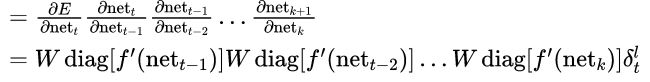 = ∂E/∂net_t ∂net_t/∂net_{t−1} ∂net_{t−1}/∂net_{t−2} … ∂net_{k+1}/∂net_k
= W diag[f′(net_{t−1})]W diag[f′(net_{t−2})] … W diag[f′(net_k)]δ_t^l